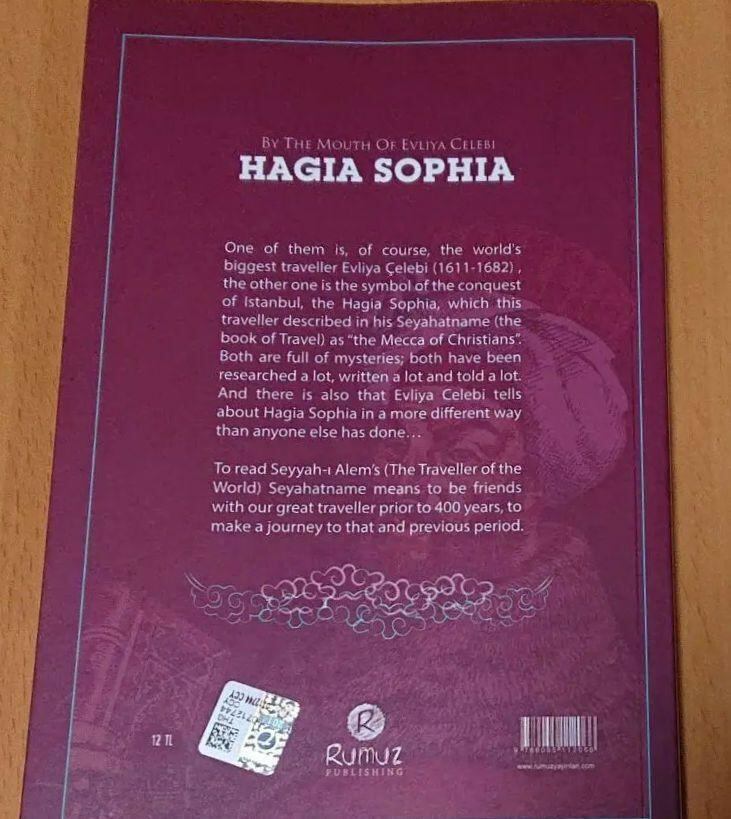 BY THE MOUTH OF EVLIYA CELEBI
HAGIA SOPHIA
One of them is, of course, the world's
biggest traveller Evliya Çelebi (1611-1682) ,
the other one is the symbol of the conquest
of Istanbul, the Hagia Sophia, which this
traveller described in his Seyahatname (the
book of Travel) as "the Mecca of Christians".
Both are full of mysteries; both have been
researched a lot, written a lot and told a lot.
And there is also that Evliya Celebi tells
about Hagia Sophia in a more different way
than anyone else has done...
To read Seyyah-ı Alem's (The Traveller of the
World) Seyahatname means to be friends
with our great traveller prior to 400 years, to
make a journey to that and previous period.
12 TL
R
Rumuz
PUBLISHING
www.rumuzyayinlari.com